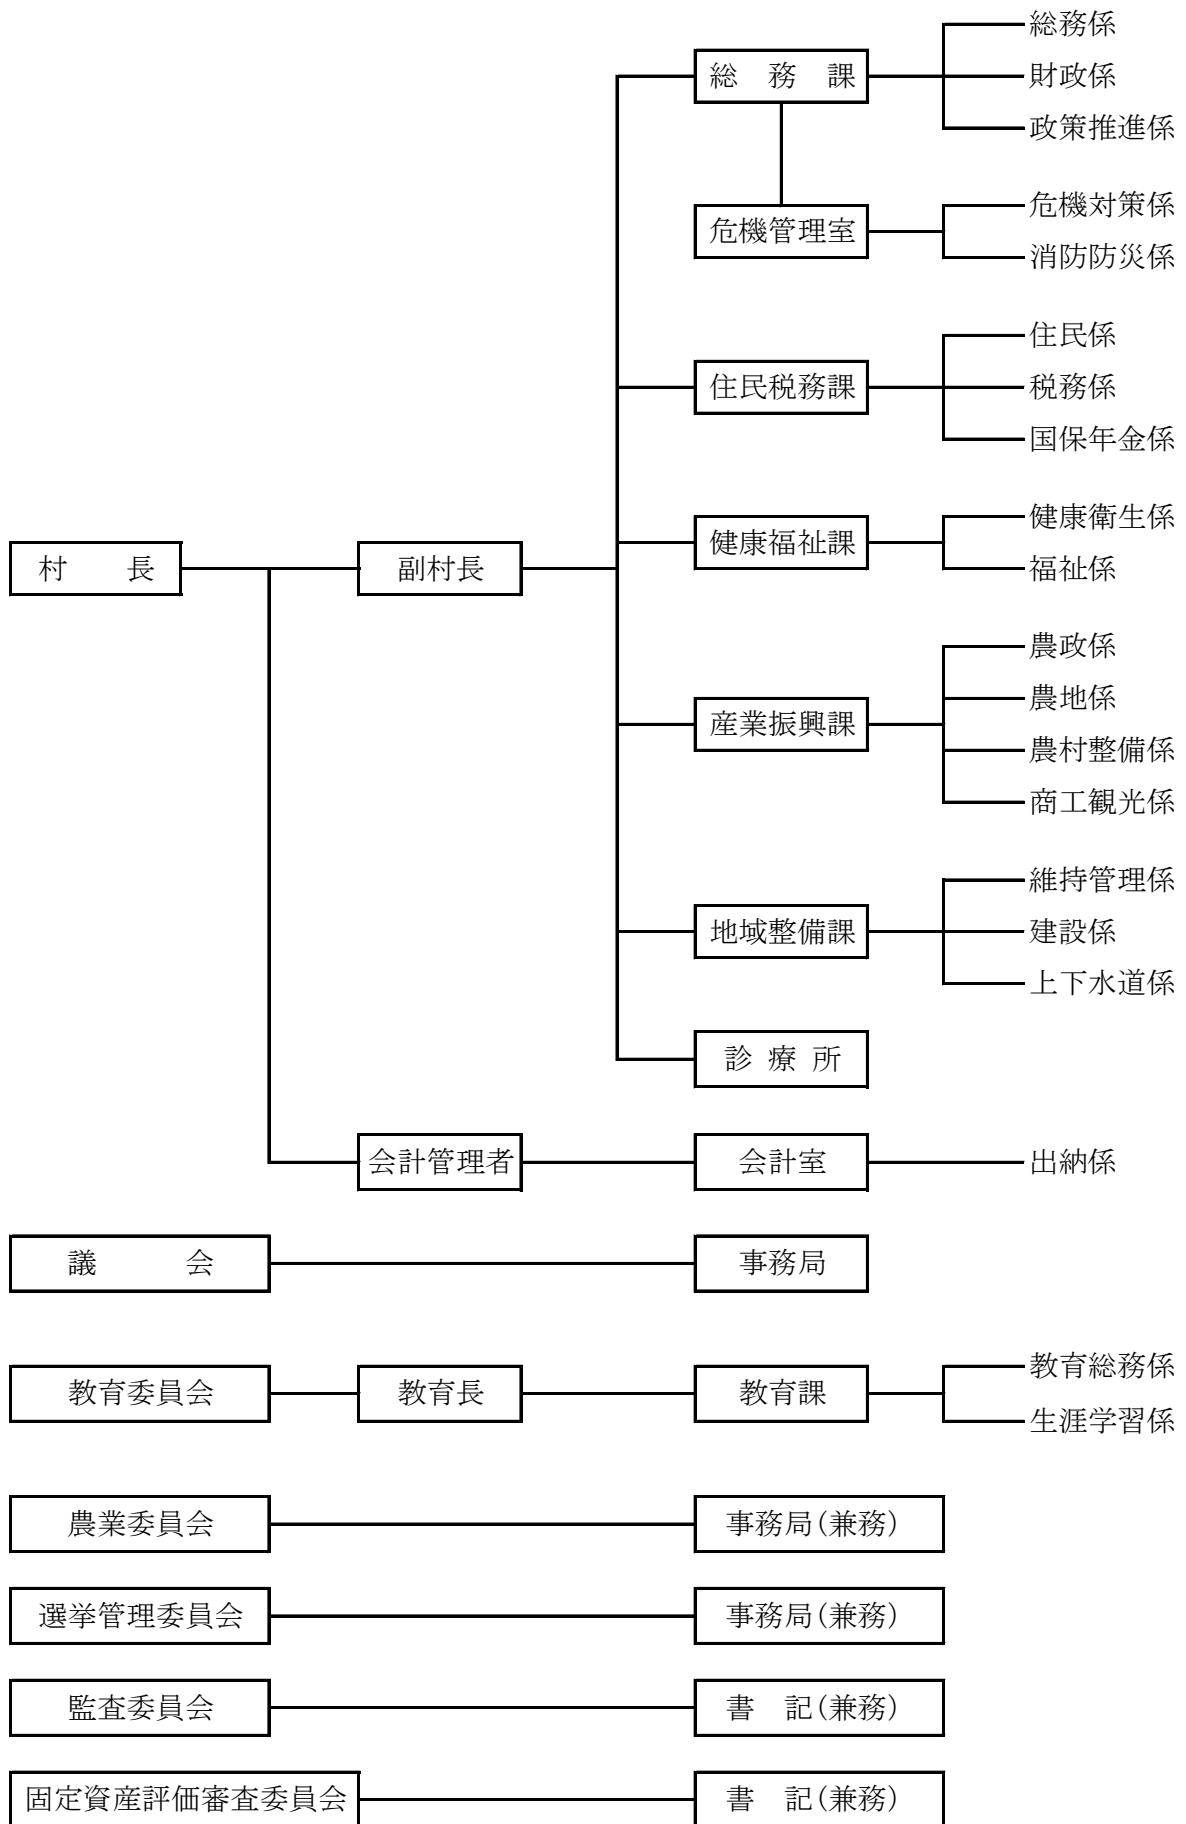 総務係
総　務　課
財政係
政策推進係
危機管理室
危機対策係
消防防災係
住民係
住民税務課
税務係
国保年金係
健康衛生係
健康福祉課
福祉係
村　　長
副村長
農政係
農地係
産業振興課
農村整備係
商工観光係
維持管理係
地域整備課
建設係
上下水道係
診 療 所
会計管理者
会計室
出納係
議　　　会
事務局
教育委員会
教育長
教育課
教育総務係
生涯学習係
農業委員会
事務局(兼務)
選挙管理委員会
事務局(兼務)
監査委員会
書　記(兼務)
固定資産評価審査委員会
書　記(兼務)